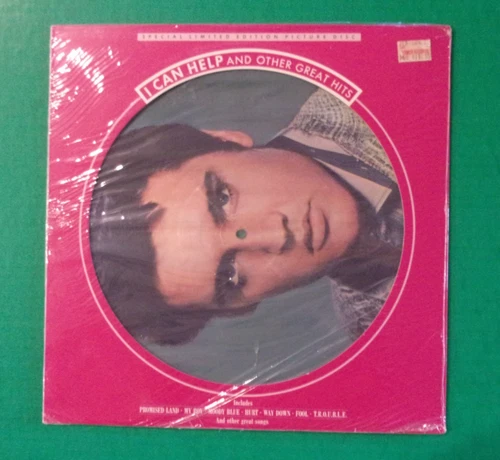 SPECIAL LIMITED EDITION PICTURE DISC
I CAN HELP AND OTHER GREAT HITS
Includes
PROMISED LAND · MY BOY · MOODY BLUE · HURT · WAY DOWN · FOOL · T.R.O.U.B.L.E.
And other great songs